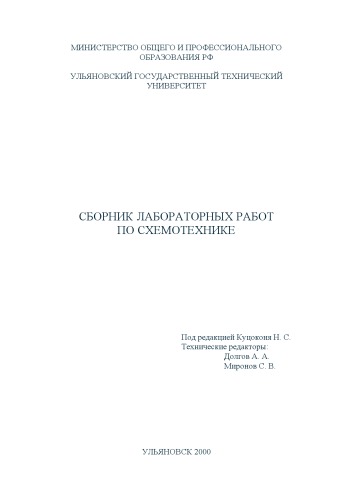 МИНИСТЕРСТВО ОБЩЕГО И ПРОФЕССИОНАЛЬНОГО
ОБРАЗОВАНИЯ РФ
УЛЬЯНОВСКИЙ ГОСУДАРСТВЕННЫЙ ТЕХНИЧЕСКИЙ
УНИВЕРСИТЕТ
СБОРНИК ЛАБОРАТОРНЫХ РАБОТ
ПО СХЕМОТЕХНИКЕ
Под редакцией Куцоконя Н. С.
Технические редакторы:
Долгов А. А.
Миронов С. В.
УЛЬЯНОВСК 2000